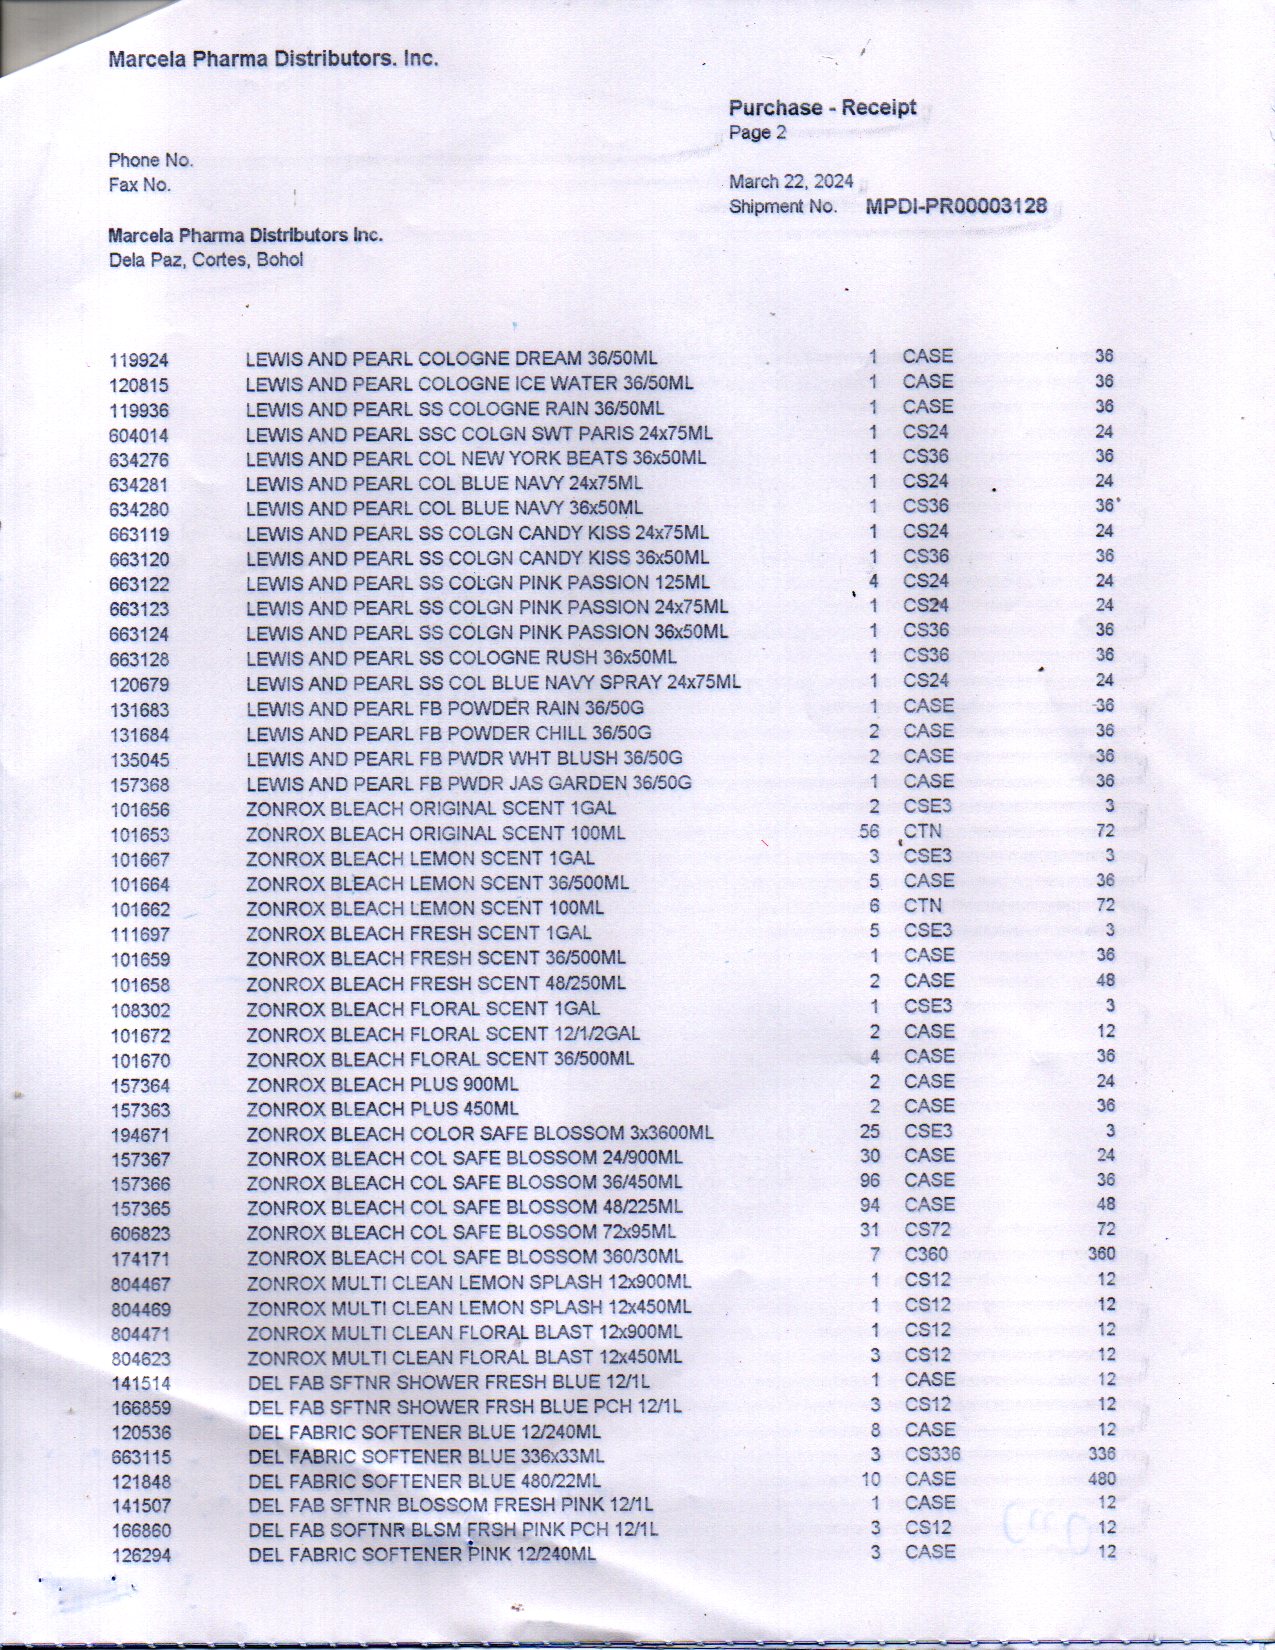 Marcela Pharma Distributors. Inc.
Purchase - Receipt
Page 2
Phone No.
Fax No.
March 22, 2024
Shipment No. MPDI-PR00003128
Marcela Pharma Distributors Inc.
Dela Paz, Cortes, Bohol
119924 LEWIS AND PEARL COLOGNE DREAM 36/50ML 1 CASE 36
120815 LEWIS AND PEARL COLOGNE ICE WATER 36/50ML 1 CASE 36
119936 LEWIS AND PEARL SS COLOGNE RAIN 36/50ML 1 CASE 36
604014 LEWIS AND PEARL SSC COLGN SWT PARIS 24x75ML 1 CS24 24
634276 LEWIS AND PEARL COL NEW YORK BEATS 36x50ML 1 CS36 36
634281 LEWIS AND PEARL COL BLUE NAVY 24x75ML 1 CS24 24
634280 LEWIS AND PEARL COL BLUE NAVY 36x50ML 1 CS36 36
663119 LEWIS AND PEARL SS COLGN CANDY KISS 24x75ML 1 CS24 24
663120 LEWIS AND PEARL SS COLGN CANDY KISS 36x50ML 1 CS36 36
663122 LEWIS AND PEARL SS COLGN PINK PASSION 125ML 4 CS24 24
663123 LEWIS AND PEARL SS COLGN PINK PASSION 24x75ML 1 CS24 24
663124 LEWIS AND PEARL SS COLGN PINK PASSION 36x50ML 1 CS36 36
663128 LEWIS AND PEARL SS COLOGNE RUSH 36x50ML 1 CS36 36
120679 LEWIS AND PEARL SS COL BLUE NAVY SPRAY 24x75ML 1 CS24 24
131683 LEWIS AND PEARL FB POWDER RAIN 36/50G 1 CASE 36
131684 LEWIS AND PEARL FB POWDER CHILL 36/50G 2 CASE 36
135045 LEWIS AND PEARL FB PWDR WHT BLUSH 36/50G 2 CASE 36
157368 LEWIS AND PEARL FB PWDR JAS GARDEN 36/50G 1 CASE 36
101656 ZONROX BLEACH ORIGINAL SCENT 1GAL 2 CSE3 3
101653 ZONROX BLEACH ORIGINAL SCENT 100ML 56 CTN 72
101667 ZONROX BLEACH LEMON SCENT 1GAL 3 CSE3 3
101664 ZONROX BLEACH LEMON SCENT 36/500ML 5 CASE 36
101662 ZONROX BLEACH LEMON SCENT 100ML 6 CTN 72
111697 ZONROX BLEACH FRESH SCENT 1GAL 5 CSE3 3
101659 ZONROX BLEACH FRESH SCENT 36/500ML 1 CASE 36
101658 ZONROX BLEACH FRESH SCENT 48/250ML 2 CASE 48
108302 ZONROX BLEACH FLORAL SCENT 1GAL 1 CSE3 3
101672 ZONROX BLEACH FLORAL SCENT 12/1/2GAL 2 CASE 12
101670 ZONROX BLEACH FLORAL SCENT 36/500ML 4 CASE 36
157364 ZONROX BLEACH PLUS 900ML 2 CASE 24
157363 ZONROX BLEACH PLUS 450ML 2 CASE 36
194671 ZONROX BLEACH COLOR SAFE BLOSSOM 3x3600ML 25 CSE3 3
157367 ZONROX BLEACH COL SAFE BLOSSOM 24/900ML 30 CASE 24
157366 ZONROX BLEACH COL SAFE BLOSSOM 36/450ML 96 CASE 36
157365 ZONROX BLEACH COL SAFE BLOSSOM 48/225ML 94 CASE 48
606823 ZONROX BLEACH COL SAFE BLOSSOM 72x95ML 31 CS72 72
174171 ZONROX BLEACH COL SAFE BLOSSOM 360/30ML 7 C360 360
804467 ZONROX MULTI CLEAN LEMON SPLASH 12x900ML 1 CS12 12
804469 ZONROX MULTI CLEAN LEMON SPLASH 12x450ML 1 CS12 12
804471 ZONROX MULTI CLEAN FLORAL BLAST 12x900ML 1 CS12 12
804623 ZONROX MULTI CLEAN FLORAL BLAST 12x450ML 3 CS12 12
141514 DEL FAB SFTNR SHOWER FRESH BLUE 12/1L 1 CASE 12
166859 DEL FAB SFTNR SHOWER FRSH BLUE PCH 12/1L 3 CS12 12
120536 DEL FABRIC SOFTENER BLUE 12/240ML 8 CASE 12
663115 DEL FABRIC SOFTENER BLUE 336x33ML 3 CS336 336
121848 DEL FABRIC SOFTENER BLUE 480/22ML 10 CASE 480
141507 DEL FAB SFTNR BLOSSOM FRESH PINK 12/1L 1 CASE 12
166860 DEL FAB SOFTNR BLSM FRSH PINK PCH 12/1L 3 CS12 12
126294 DEL FABRIC SOFTENER PINK 12/240ML 3 CASE 12